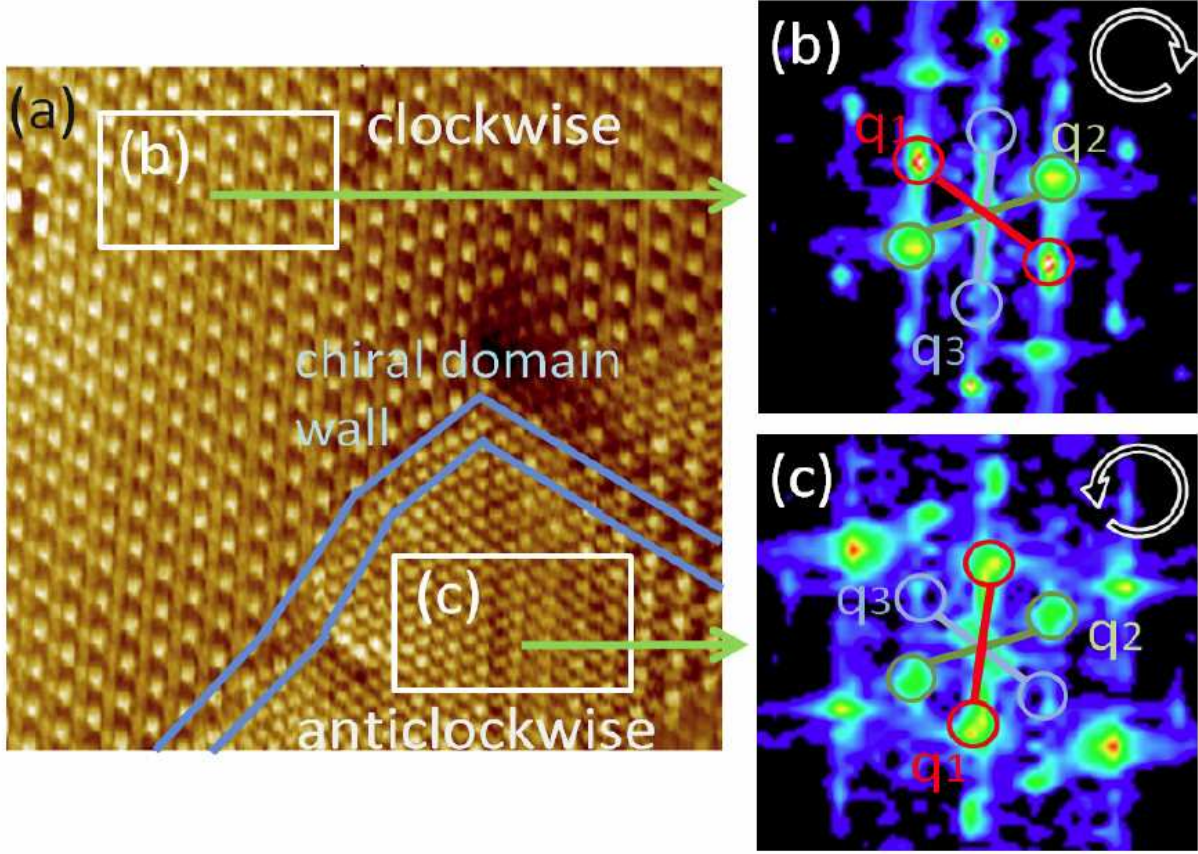 (a)
(b)
clockwise
chiral domain
wall
(c)
anticlockwise
(b)
q1
q2
q3
(c)
q3
q2
q1